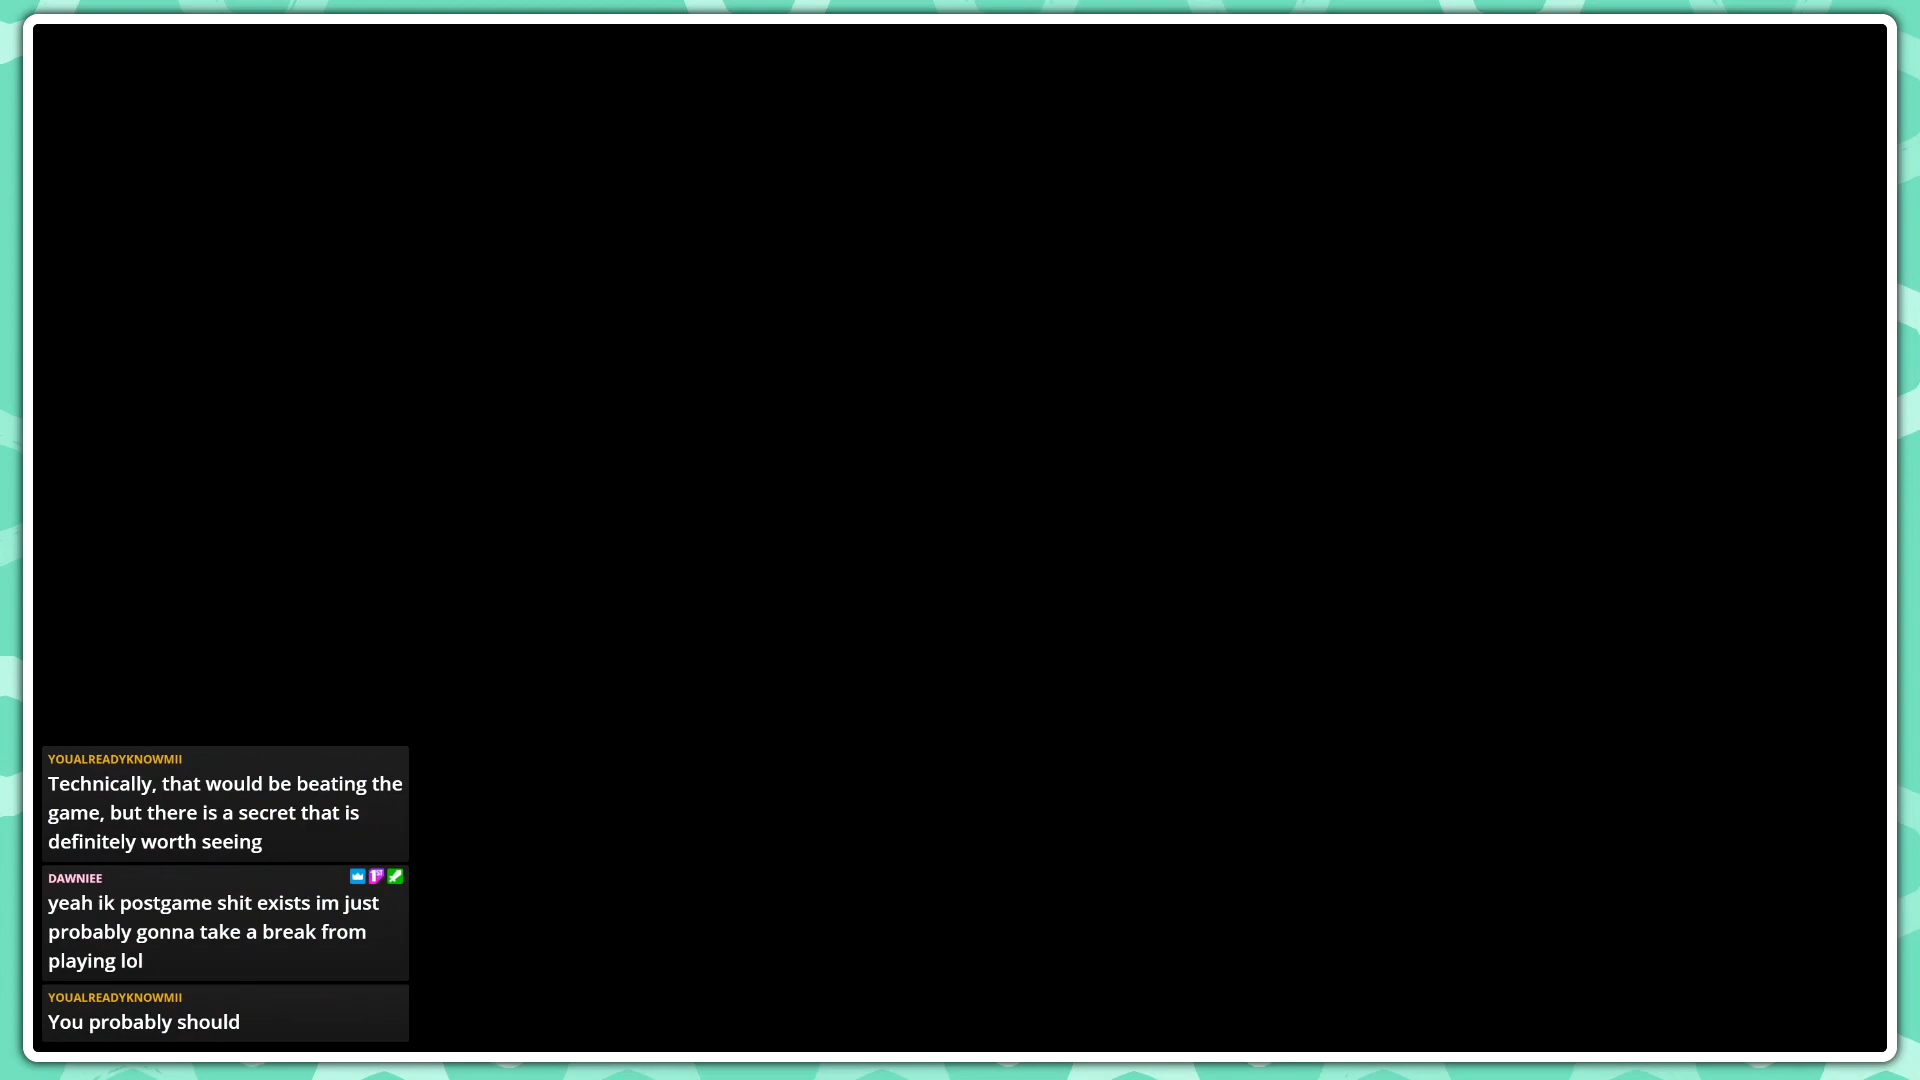 YOUALREADYKNOWMII
Technically, that would be beating the
game, but there is a secret that is
definitely worth seeing
DAWNIEE
yeah ik postgame shit exists im just
probably gonna take a break from
playing lol
YOUALREADYKNOWMII
You probably should